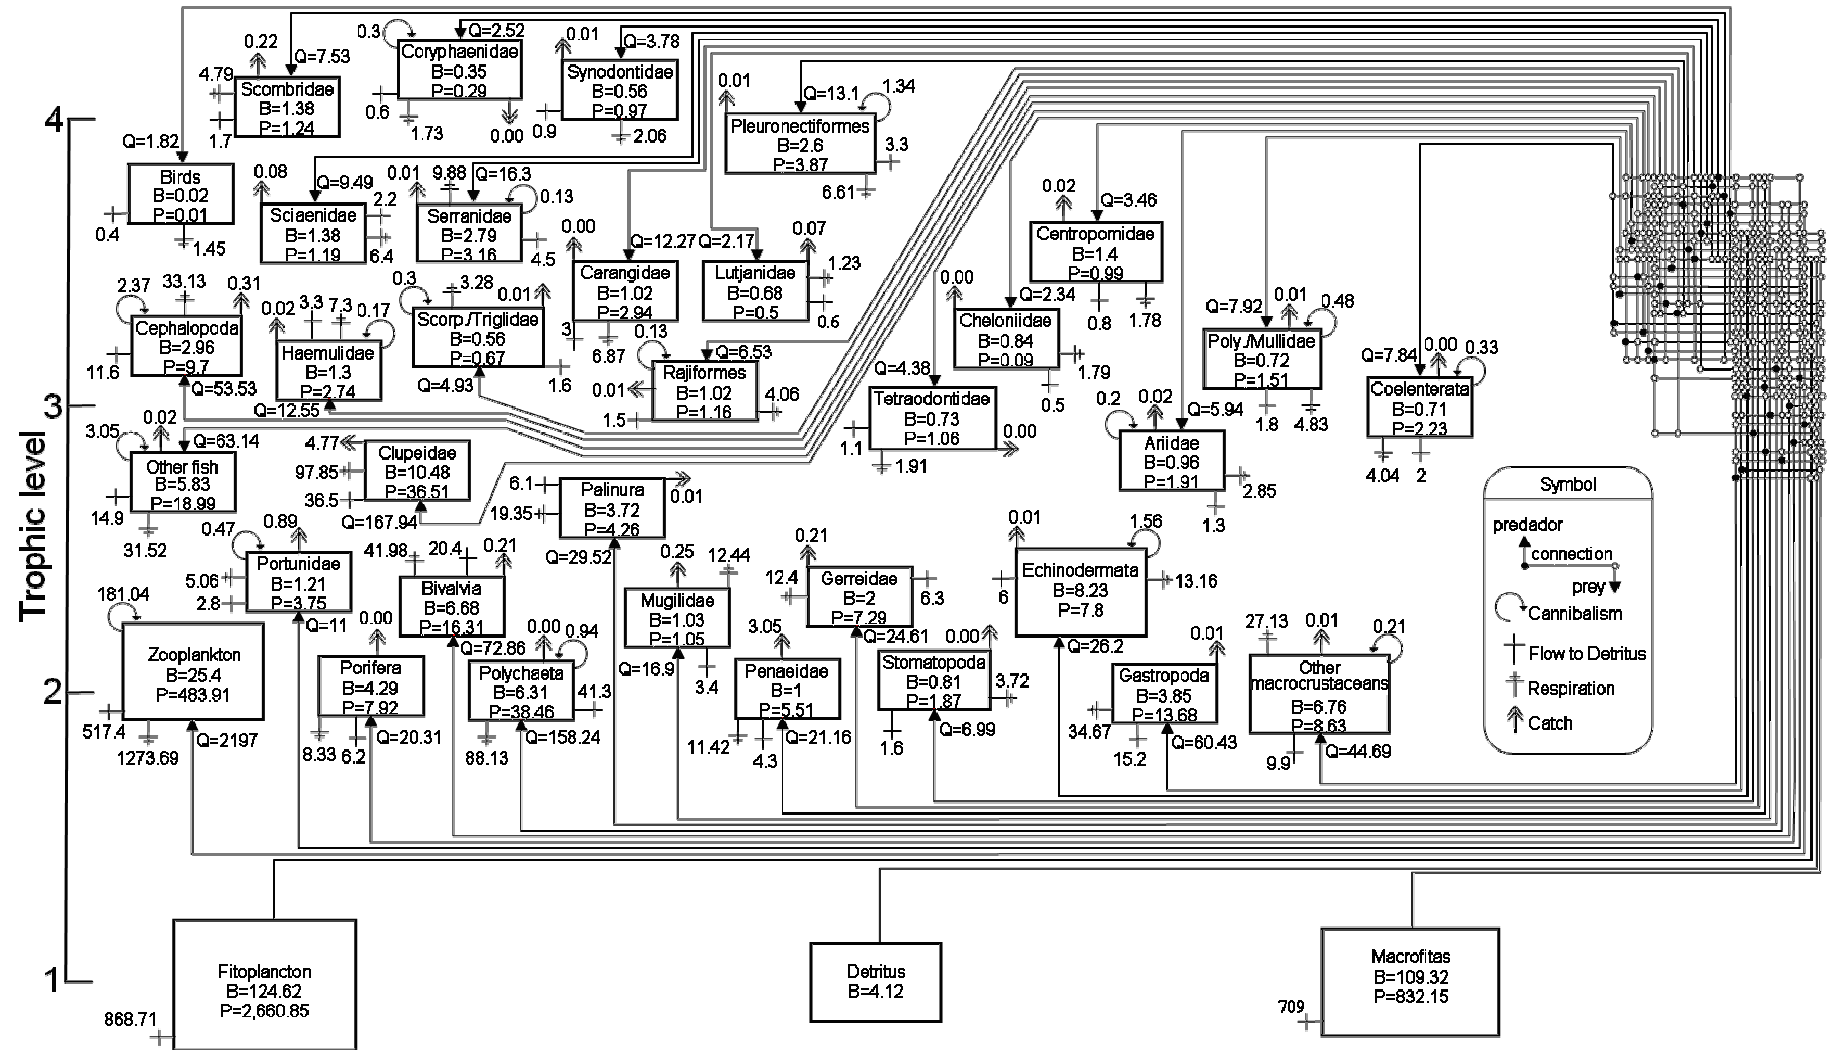 Trophic level
4
3
2
1
Q=1.82
Birds
B=0.02
P=0.01
0.4
1.45
0.22
Q=7.53
4.79
Scombridae
B=1.38
P=1.24
1.7
0.3
Q=2.52
Coryphaenidae
B=0.35
P=0.29
0.6
1.73
0.00
0.01
Q=3.78
Synodontidae
B=0.56
P=0.97
0.9
2.06
0.01
Q=13.1
1.34
Pleuronectiformes
B=2.6
P=3.87
3.3
6.61
0.08
Q=9.49
2.2
Sciaenidae
B=1.38
P=1.19
6.4
0.01
9.88
Q=16.3
0.13
Serranidae
B=2.79
P=3.16
4.5
0.00
Q=12.27
Carangidae
B=1.02
P=2.94
3
6.87
Q=2.17
0.07
Lutjanidae
B=0.68
P=0.5
1.23
0.6
0.02
Q=3.46
Centropomidae
B=1.4
P=0.99
0.8
1.78
2.37
33.13
0.31
Cephalopoda
B=2.96
P=9.7
11.6
Q=53.53
0.02
3.3
7.3
0.17
Haemulidae
B=1.3
P=2.74
Q=12.55
0.3
3.28
0.01
Scorp./Triglidae
B=0.56
P=0.67
Q=4.93
1.6
0.13
Q=6.53
0.01
Rajiformes
B=1.02
P=1.16
1.5
4.06
0.00
Q=2.34
Cheloniidae
B=0.84
P=0.09
1.79
0.5
Q=4.38
Tetraodontidae
B=0.73
P=1.06
1.1
1.91
0.00
Q=7.92
0.01
0.48
Poly./Mullidae
B=0.72
P=1.51
1.8
4.83
Q=7.84
0.00
0.33
Coelenterata
B=0.71
P=2.23
4.04
2
0.2
0.02
Q=5.94
Ariidae
B=0.96
P=1.91
2.85
1.3
3.05
0.02
Q=63.14
Other fish
B=5.83
P=18.99
14.9
31.52
4.77
97.85
36.5
Clupeidae
B=10.48
P=36.51
Q=167.94
6.1
19.35
Palinura
B=3.72
P=4.26
0.01
Q=29.52
0.47
0.89
5.06
2.8
Portunidae
B=1.21
P=3.75
Q=11
41.98
20.4
0.21
Bivalvia
B=6.68
P=16.31
Q=72.86
0.25
12.44
Mugilidae
B=1.03
P=1.05
Q=16.9
3.4
0.21
12.4
Gerreidae
B=2
P=7.29
6.3
Q=24.61
0.01
1.56
Echinodermata
B=8.23
P=7.8
6
13.16
Q=26.2
181.04
Zooplankton
B=25.4
P=483.91
517.4
1273.69
Q=2197
0.00
Porifera
B=4.29
P=7.92
8.33
6.2
Q=20.31
0.00
0.94
Polychaeta
B=6.31
P=38.46
41.3
88.13
Q=158.24
3.05
Penaeidae
B=1
P=5.51
11.42
4.3
Q=21.16
0.00
Stomatopoda
B=0.81
P=1.87
3.72
1.6
Q=6.99
0.01
Gastropoda
B=3.85
P=13.68
34.67
15.2
Q=60.43
27.13
0.01
0.21
Other
macrocrustaceans
B=6.76
P=8.63
9.9
Q=44.69
Symbol
predador
connection
prey
Cannibalism
Flow to Detritus
Respiration
Catch
Fitoplancton
B=124.62
P=2,660.85
868.71
Detritus
B=4.12
Macrofitas
B=109.32
P=832.15
709